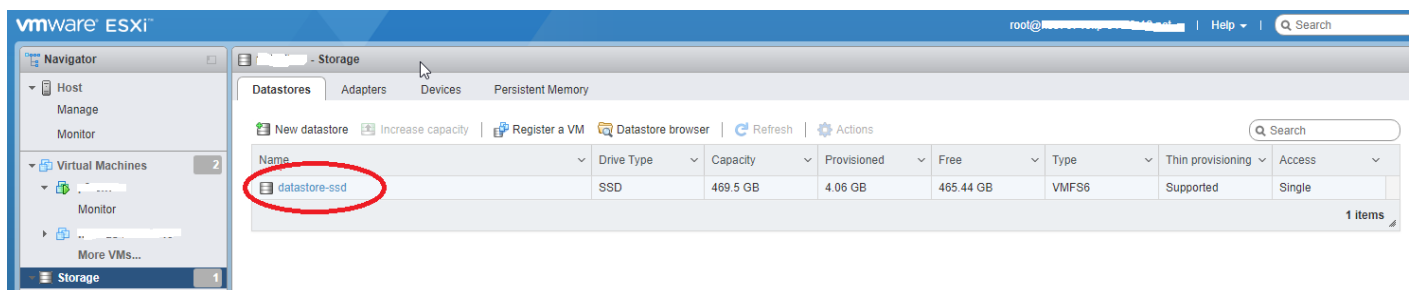 vmware ESXi™
root@
Help
Search
Navigator
- Storage
Host
Manage
Monitor
Virtual Machines
2
Monitor
More VMs...
Storage
1
Datastores
Adapters
Devices
Persistent Memory
New datastore
Increase capacity
Register a VM
Datastore browser
Refresh
Actions
Search
Name
Drive Type
Capacity
Provisioned
Free
Type
Thin provisioning
Access
datastore-ssd
SSD
469.5 GB
4.06 GB
465.44 GB
VMFS6
Supported
Single
1 items